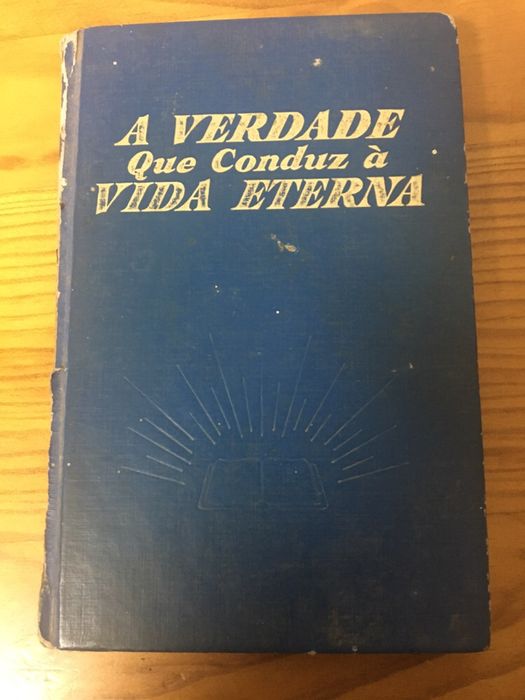 A VERDADE
Que Conduz à
VIDA ETERNA